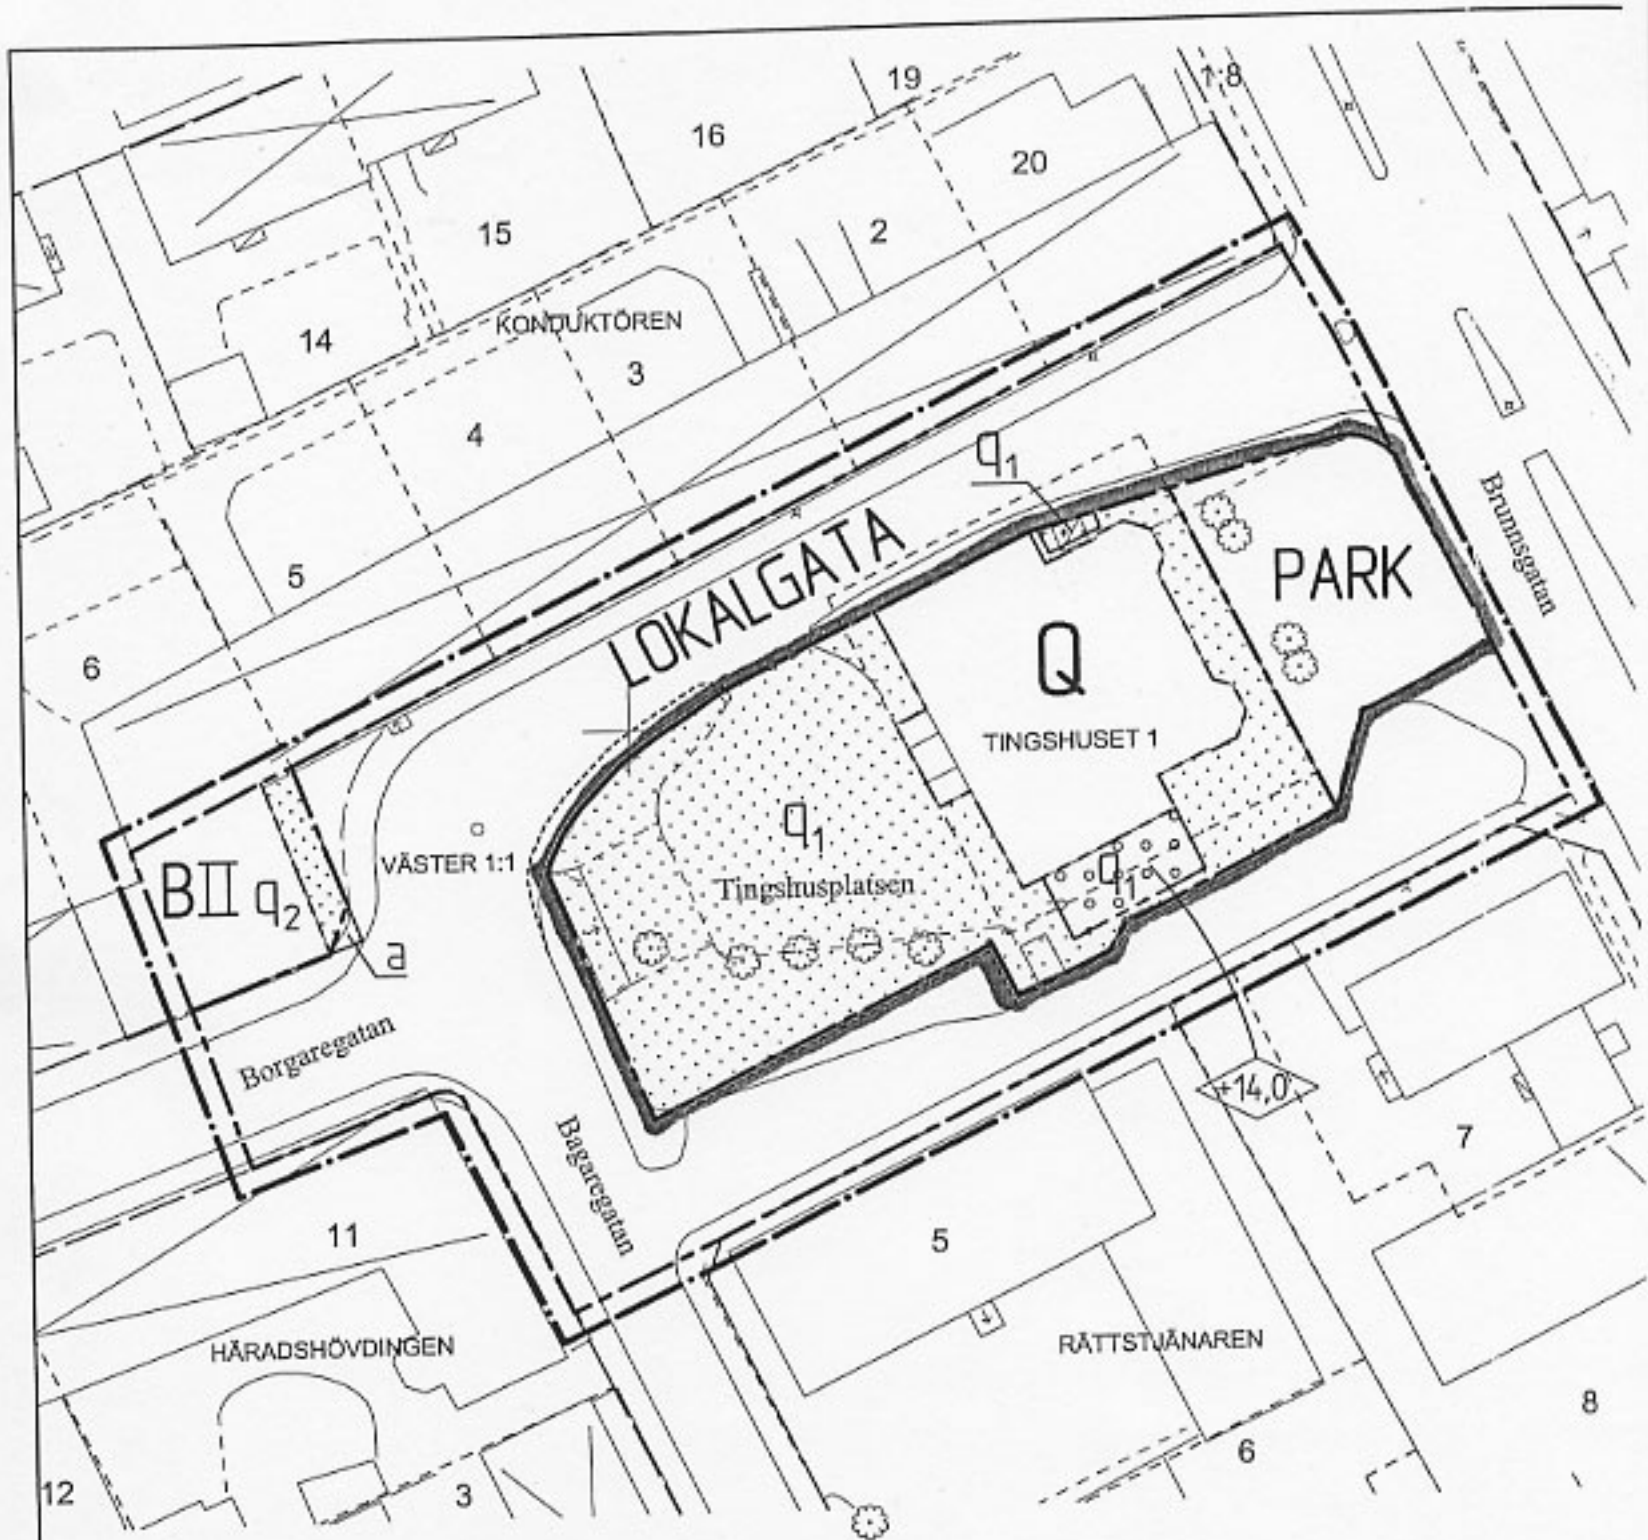 19
↑:8
16
20
15
2
KONDUKTÖREN
14
3
4
q1
Brunnsgatan
LOKALGATA
PARK
5
6
Q
TINGSHUSET 1
q1
VÄSTER 1:1
BII q2
Tingshusplatsen
q1
a
Borgaregatan
+14,0
Bagaregatan
7
11
5
HÄRADSHÖVDINGEN
RÄTTSTJÄNAREN
8
12
3
6